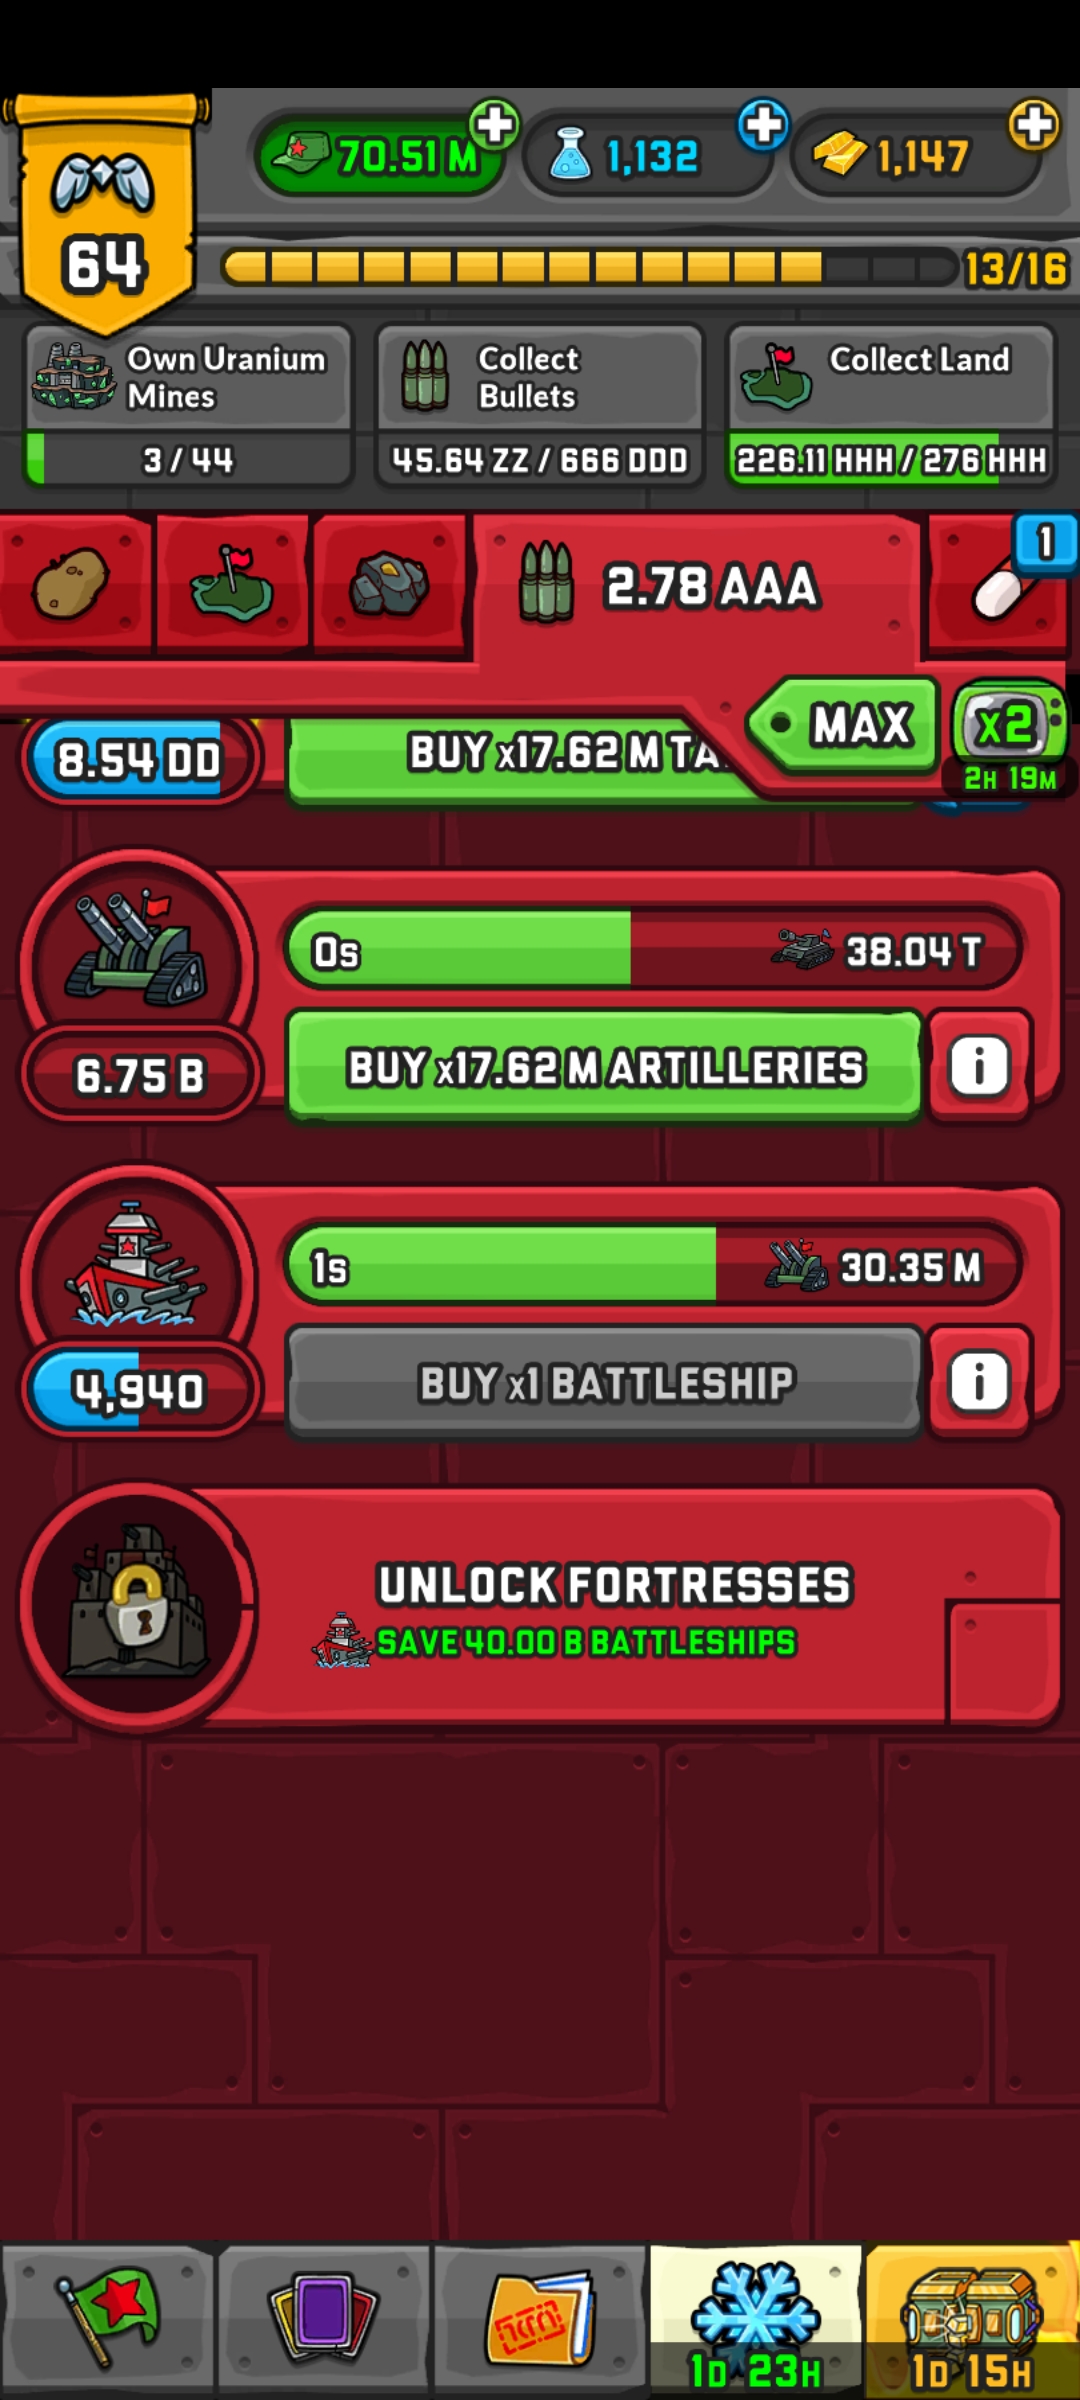 70.51 M
1,132
1,147
64
13/16
Own Uranium
Mines
3 / 44
Collect
Bullets
45.64 ZZ / 666 DDD
Collect Land
226.11 HHH / 276 HHH
2.78 AAA
1
MAX
x2
2H 19M
8.54 DD
BUY x17.62 M TA
0s
38.04 T
6.75 B
BUY x17.62 M ARTILLERIES
i
1s
30.35 M
4,940
BUY x1 BATTLESHIP
i
UNLOCK FORTRESSES
SAVE 40.00 B BATTLESHIPS
1D 23H
1D 15H